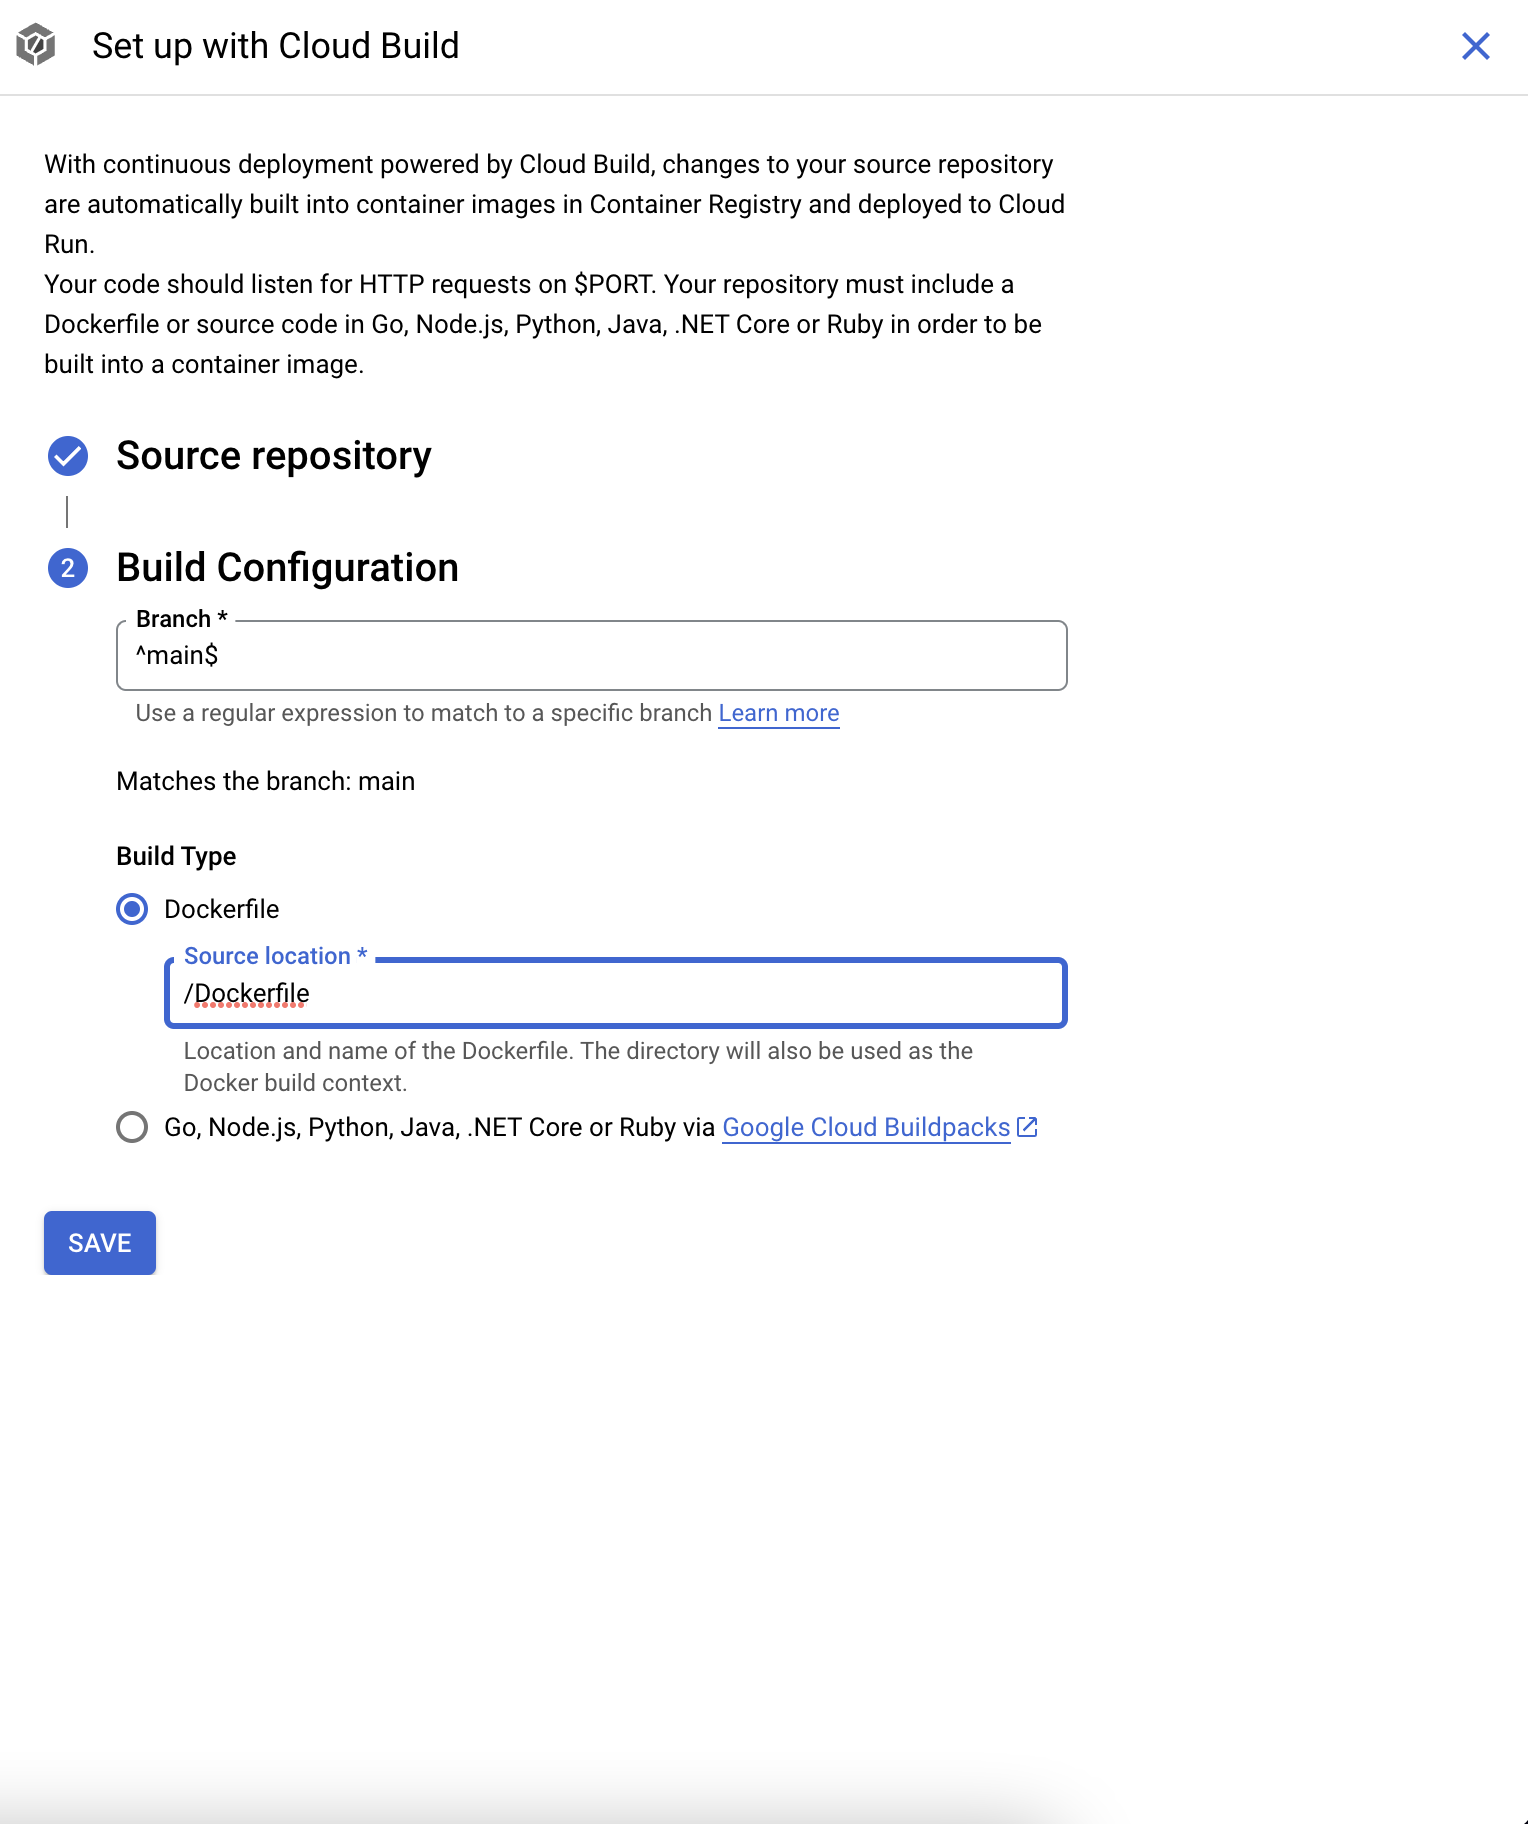 Set up with Cloud Build
With continuous deployment powered by Cloud Build, changes to your source repository
are automatically built into container images in Container Registry and deployed to Cloud
Run.
Your code should listen for HTTP requests on $PORT. Your repository must include a
Dockerfile or source code in Go, Node.js, Python, Java, .NET Core or Ruby in order to be
built into a container image.
Source repository
2 Build Configuration
Branch *
^main$
Use a regular expression to match to a specific branch Learn more
Matches the branch: main
Build Type
Dockerfile
Source location *
/Dockerfile
Location and name of the Dockerfile. The directory will also be used as the
Docker build context.
Go, Node.js, Python, Java, .NET Core or Ruby via Google Cloud Buildpacks
SAVE